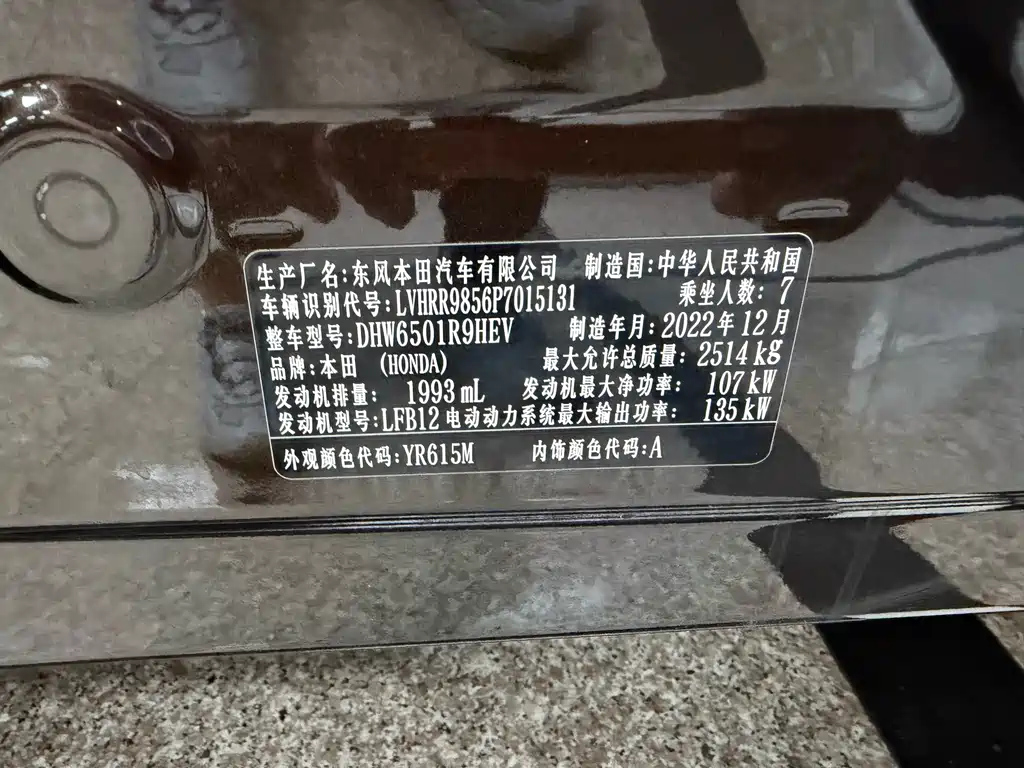 生产厂名:东风本田汽车有限公司 制造国:中华人民共和国
车辆识别代号:LVHRR9856P7015131 乘坐人数: 7
整车型号:DHW6501R9HEV 制造年月:2022年12月
品牌:本田 (HONDA) 最大允许总质量: 2514kg
发动机排量: 1993mL 发动机最大净功率: 107kW
发动机型号:LFB12 电动动力系统最大输出功率: 135kW
外观颜色代码:YR615M 内饰颜色代码:A